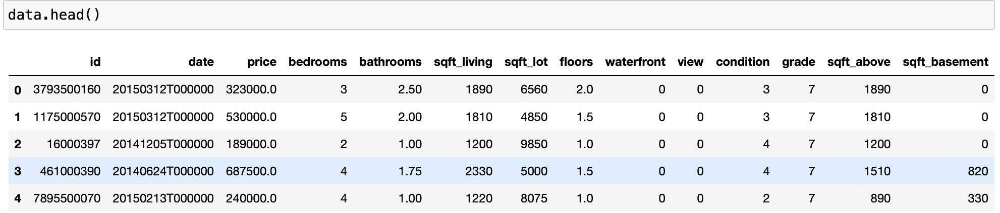 data.head()
id date price bedrooms bathrooms sqft_living sqft_lot floors waterfront view condition grade sqft_above sqft_basement
0 3793500160 20150312T000000 323000.0 3 2.50 1890 6560 2.0 0 0 3 7 1890 0
1 1175000570 20150312T000000 530000.0 5 2.00 1810 4850 1.5 0 0 3 7 1810 0
2 16000397 20141205T000000 189000.0 2 1.00 1200 9850 1.0 0 0 4 7 1200 0
3 461000390 20140624T000000 687500.0 4 1.75 2330 5000 1.5 0 0 4 7 1510 820
4 7895500070 20150213T000000 240000.0 4 1.00 1220 8075 1.0 0 0 2 7 890 330